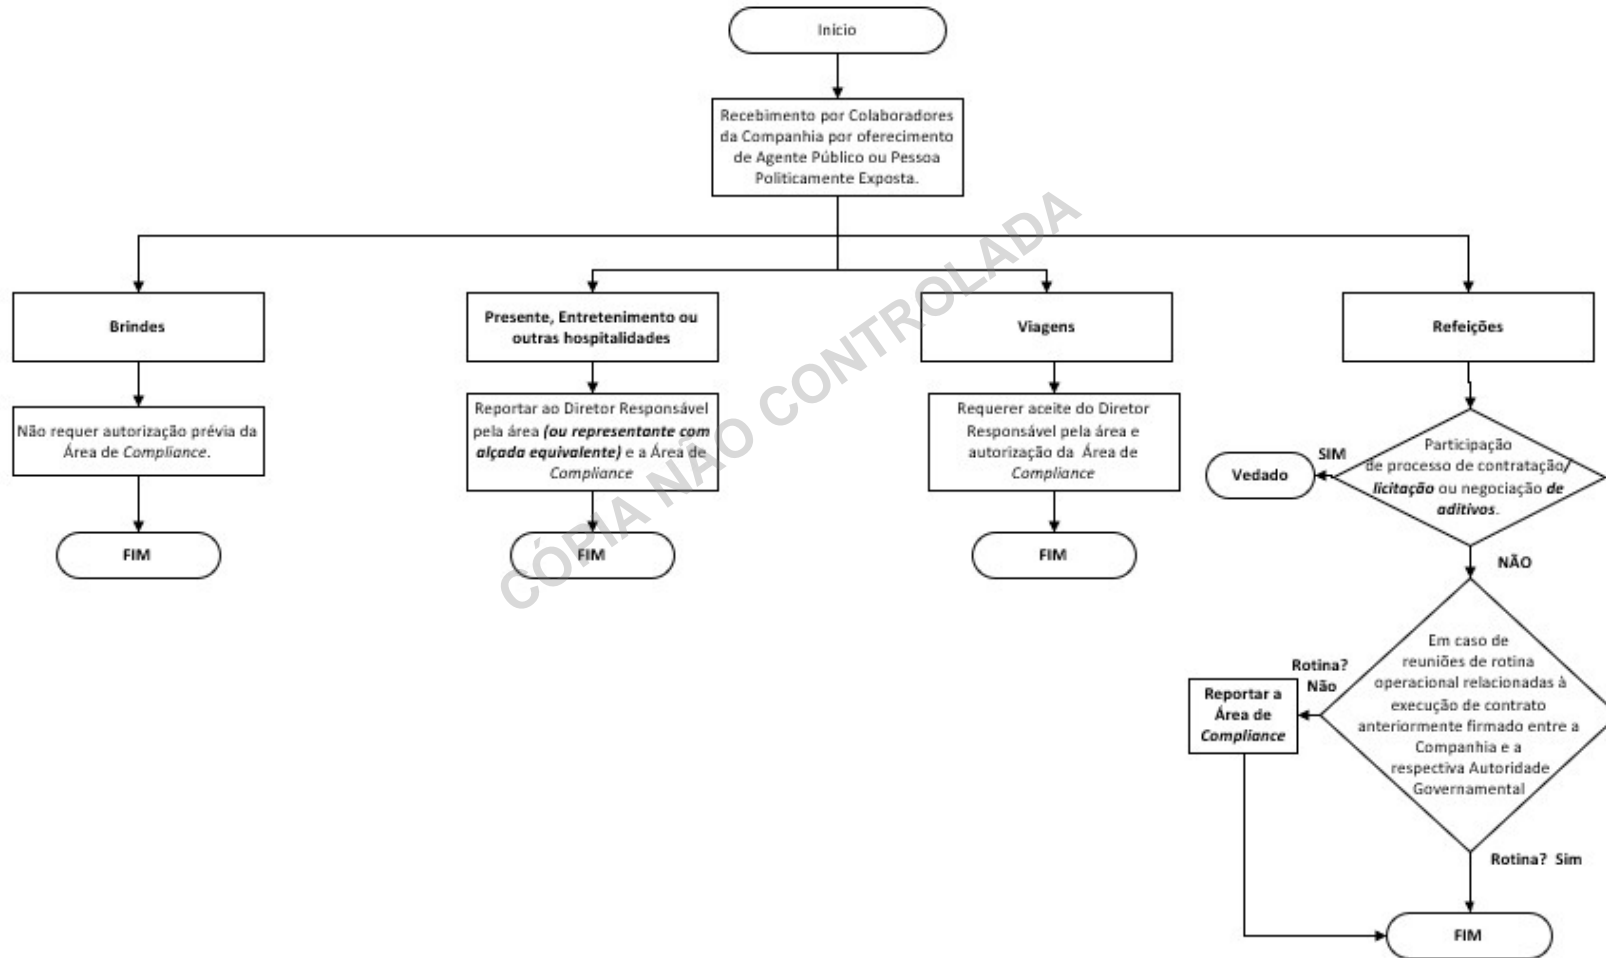 Início
Recebimento por Colaboradores
da Companhia por oferecimento
de Agente Público ou Pessoa
Politicamente Exposta.
Brindes
Não requer autorização prévia da
Área de Compliance.
FIM
Presente, Entretenimento ou
outras hospitalidades
Reportar ao Diretor Responsável
pela área (ou representante com
alçada equivalente) e a Área de
Compliance
FIM
Viagens
Requerer aceite do Diretor
Responsável pela área e
autorização da Área de
Compliance
FIM
Refeições
Participação
de processo de contratação/
licitação ou negociação de
aditivos.
SIM
Vedado
NÃO
Em caso de
reuniões de rotina
operacional relacionadas à
execução de contrato
anteriormente firmado entre a
Companhia e a
respectiva Autoridade
Governamental
Rotina?
Não
Reportar a
Área de
Compliance
Rotina? Sim
FIM
CÓPIA NÃO CONTROLADA